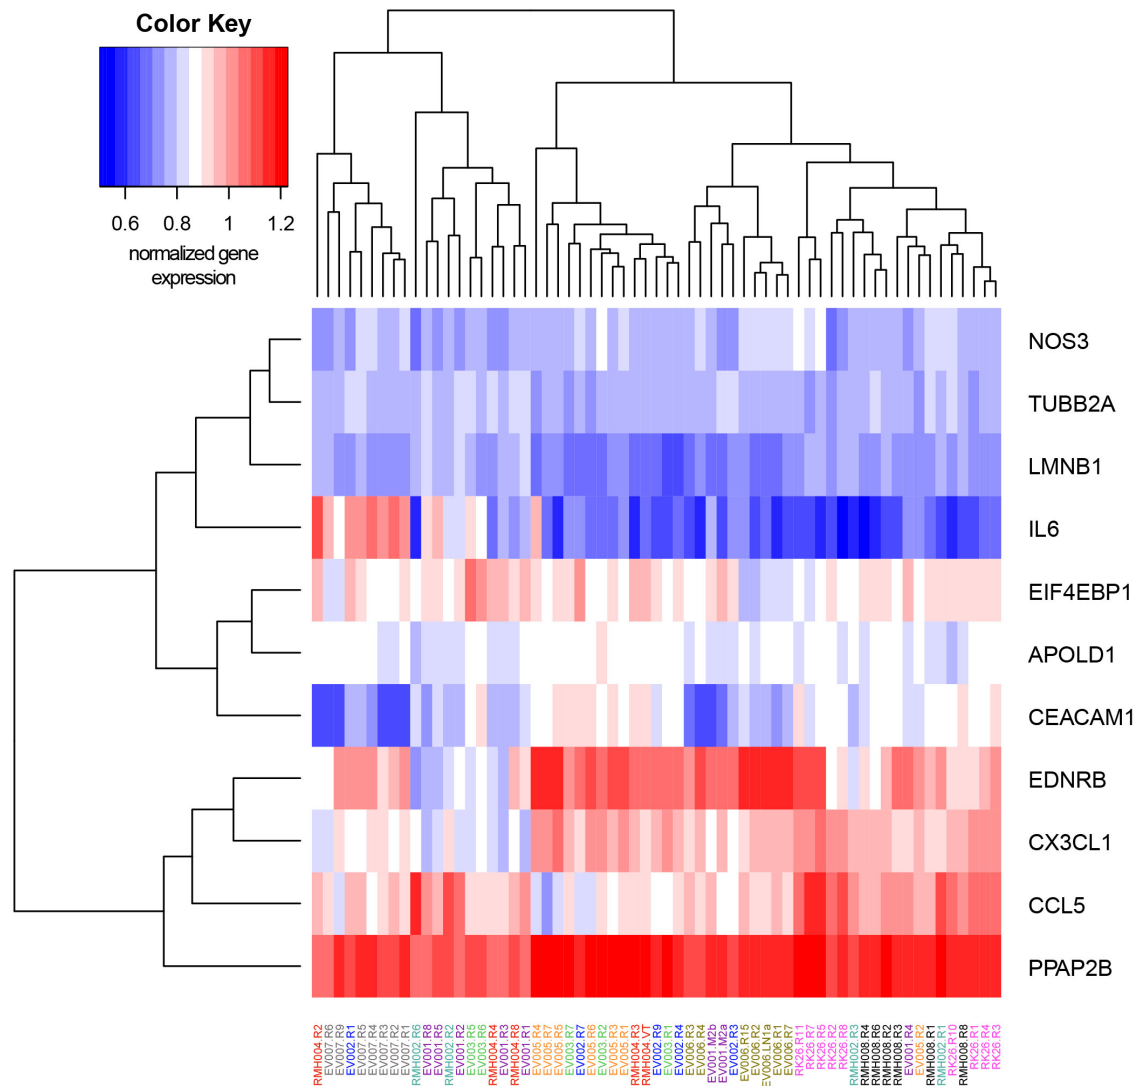 Color Key
0.6
0.8
1
1.2
normalized gene
expression
NOS3
TUBB2A
LMNB1
IL6
EIF4EBP1
APOLD1
CEACAM1
EDNRB
CX3CL1
CCL5
PPAP2B
RMH004.R2
EV007.R6
EV007.R9
EV002.R1
EV007.R5
EV007.R4
EV007.R3
EV007.R2
EV007.R1
RMH002.R6
EV001.R8
EV001.R5
RMH002.R2
EV001.R2
EV003.R5
EV003.R6
RMH004.R4
EV001.R3
RMH004.R8
EV001.R1
EV005.R4
EV005.R7
EV005.R5
EV003.R7
EV002.R7
EV005.R6
EV003.R2
EV005.R3
EV005.R1
RMH004.R3
RMH004.VT
EV002.R9
EV003.R1
EV002.R4
EV006.R3
EV006.R4
EV001.M2b
EV001.M2a
EV002.R3
EV006.R15
EV006.R2
EV006.LN1a
EV006.R1
EV006.R7
RK26.R11
RK26.R7
RK26.R5
RK26.R2
RK26.R8
RMH002.R3
RMH008.R4
RMH008.R6
RMH008.R2
RMH008.R3
EV001.R4
EV005.R2
RMH008.R1
RMH002.R1
RK26.R10
RMH008.R8
RK26.R1
RK26.R4
RK26.R3